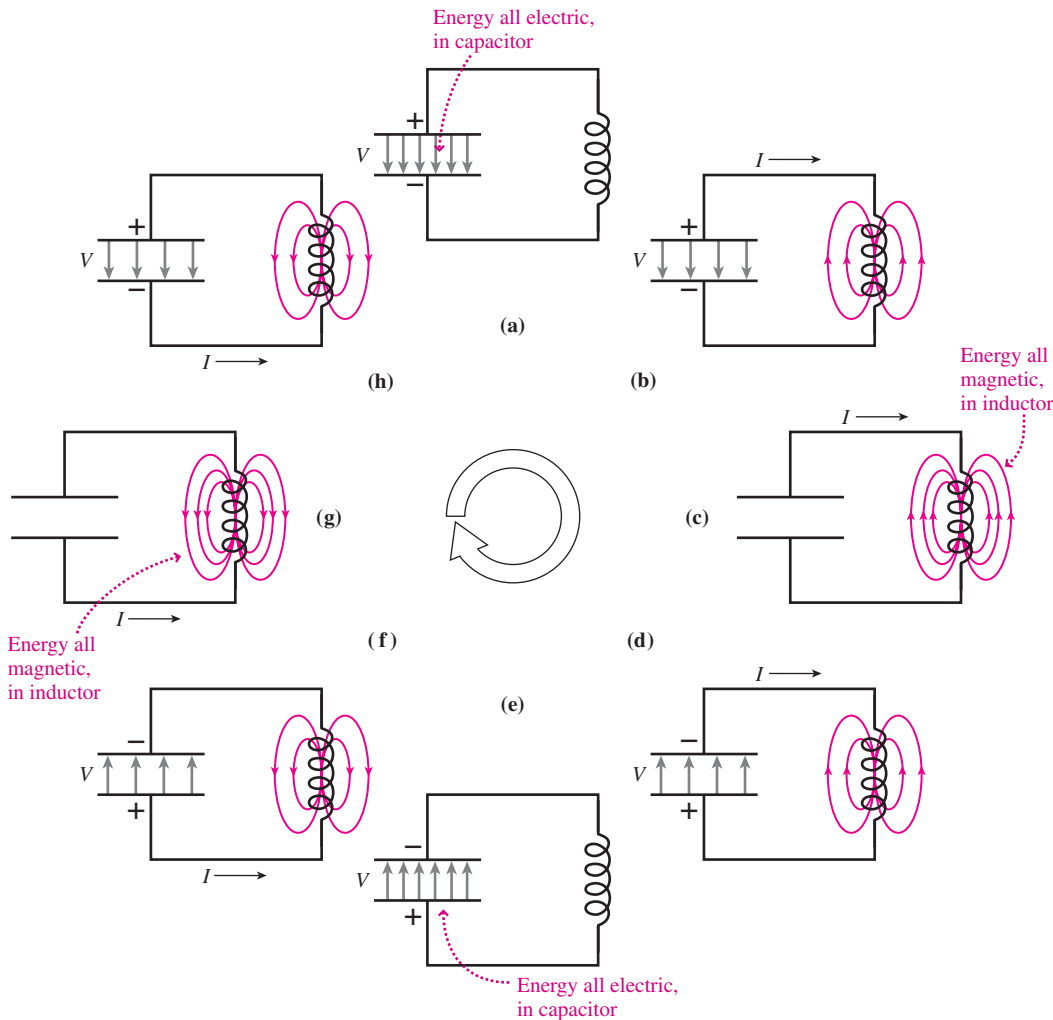 Energy all electric,
in capacitor
+
V
−
(a)
I
+
V
−
(b)
Energy all
magnetic,
in inductor
I
(c)
I
−
V
+
(d)
−
V
+
(e)
Energy all electric,
in capacitor
−
V
+
I
(f)
Energy all
magnetic,
in inductor
I
(g)
+
V
−
I
(h)